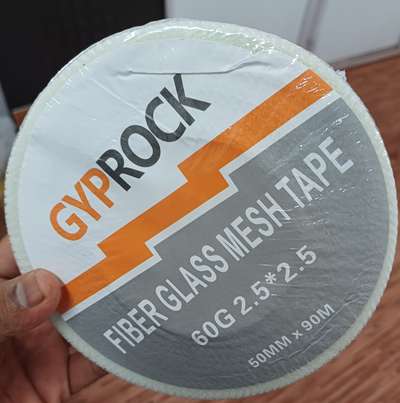 GYPROCK
FIBER GLASS MESH TAPE
60G 2.5*2.5
50MM x 90M